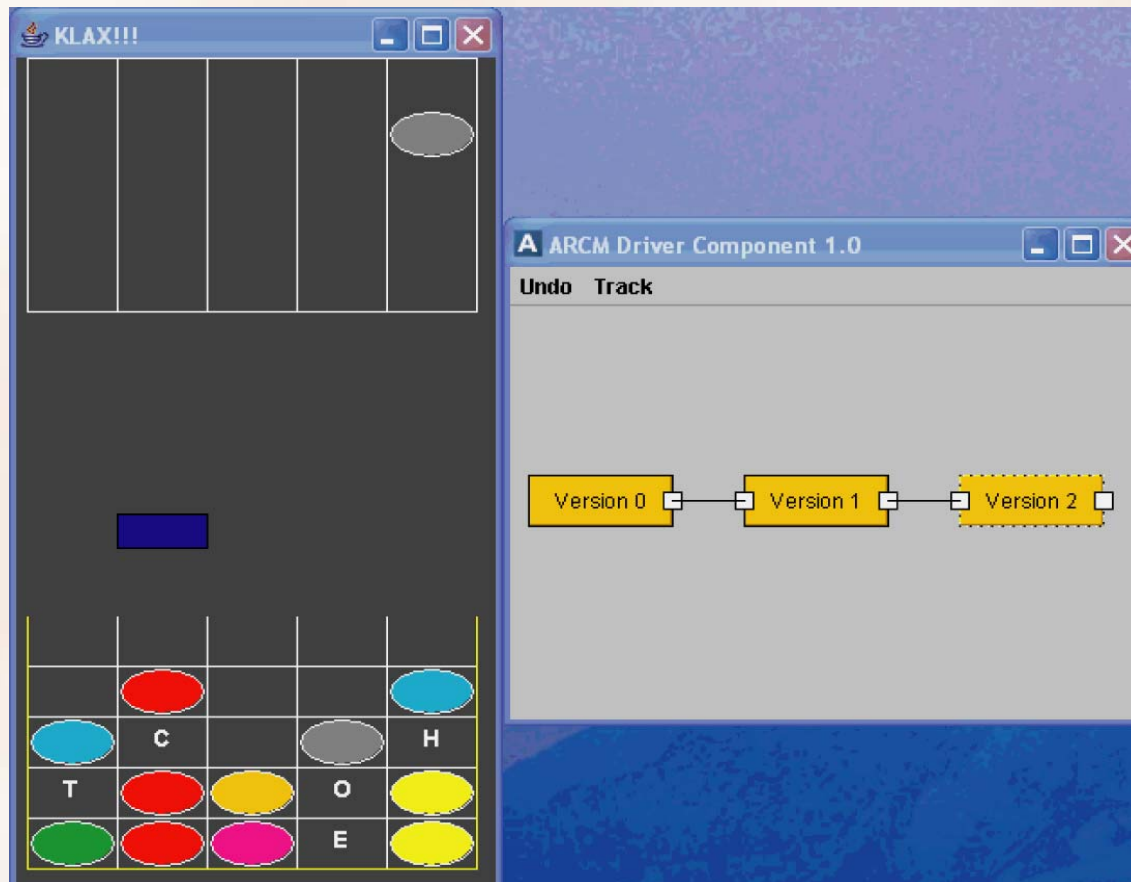 KLAX!!!
C
H
T
O
E
A ARCM Driver Component 1.0
Undo Track
Version 0
Version 1
Version 2